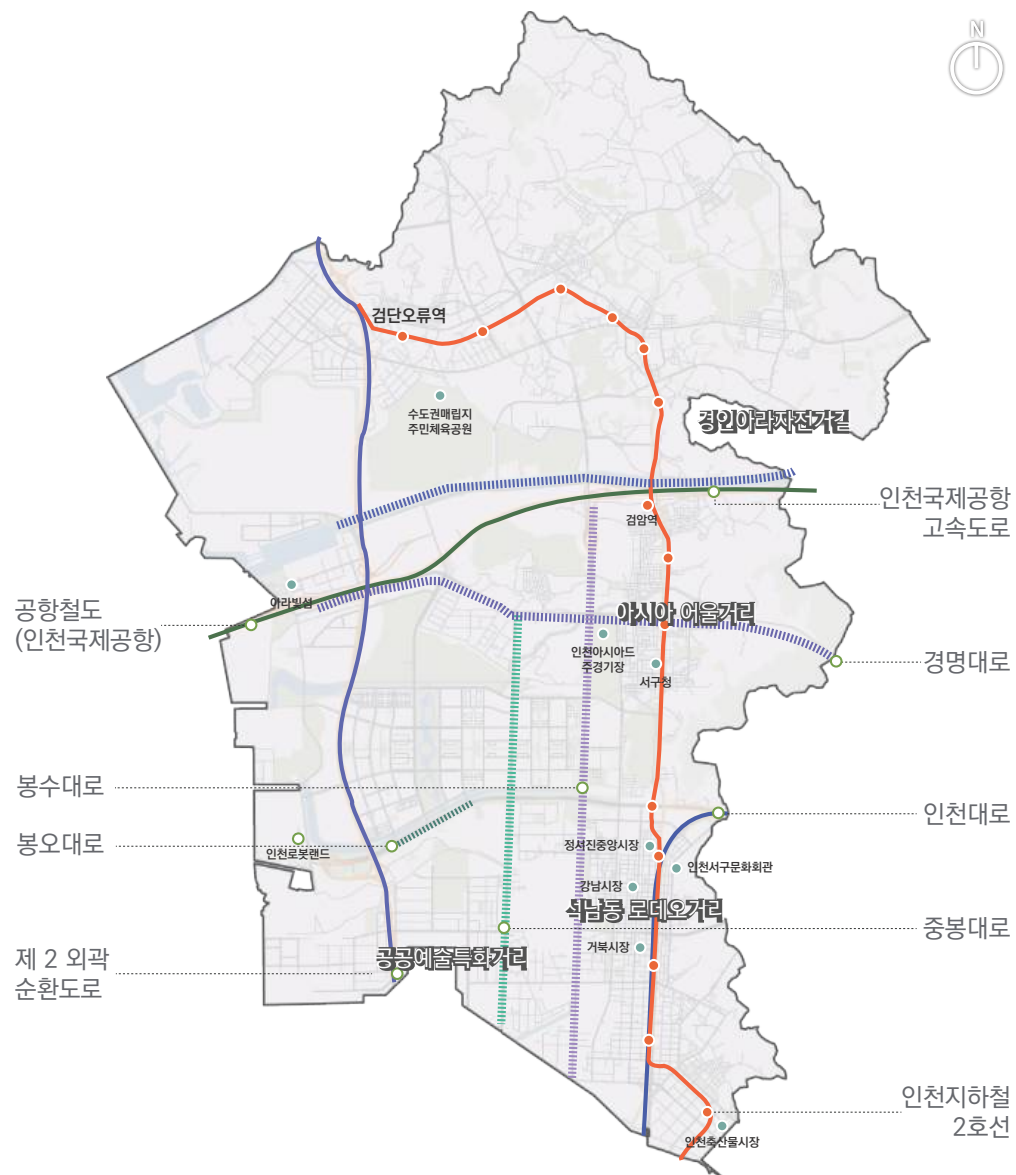 N
검단오류역
수도권매립지
주민체육공원
경인아라자전거길
인천국제공항
고속도로
검암역
아라빛섬
공항철도
(인천국제공항)
아시아 어울거리
인천아시아드
주경기장
서구청
경명대로
봉수대로
인천대로
봉오대로
인천로봇랜드
정서진중앙시장
인천서구문화회관
강남시장
석남동 로데오거리
중봉대로
거북시장
공공예술특화거리
제 2 외곽
순환도로
인천지하철
2호선
인천축산물시장